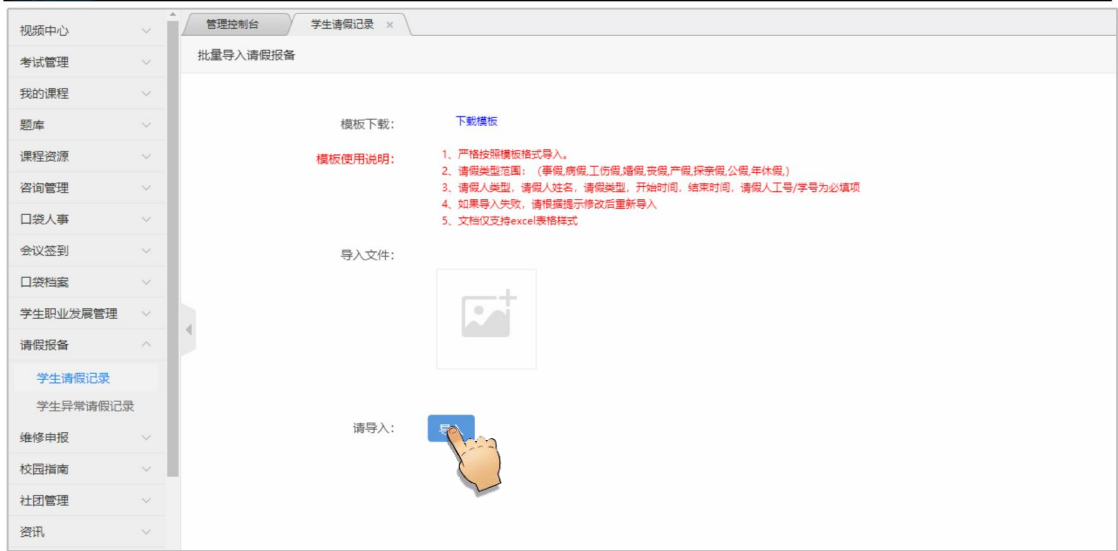 管理控制台
学生请假记录 ×
视频中心
考试管理
我的课程
题库
课程资源
咨询管理
口袋人事
会议签到
口袋档案
学生职业发展管理
请假报备
学生请假记录
学生异常请假记录
维修申报
校园指南
社团管理
资讯
批量导入请假报备
模板下载：
下载模板
模板使用说明：
1、严格按照模板格式导入。
2、请假类型范围：（事假,病假,工伤假,婚假,丧假,产假,探亲假,公假,年休假,）
3、请假人类型，请假人姓名，请假类型，开始时间，结束时间，请假人工号/学号为必填项
4、如果导入失败，请根据提示修改后重新导入
5、文档仅支持excel表格样式
导入文件：
请导入：
导入